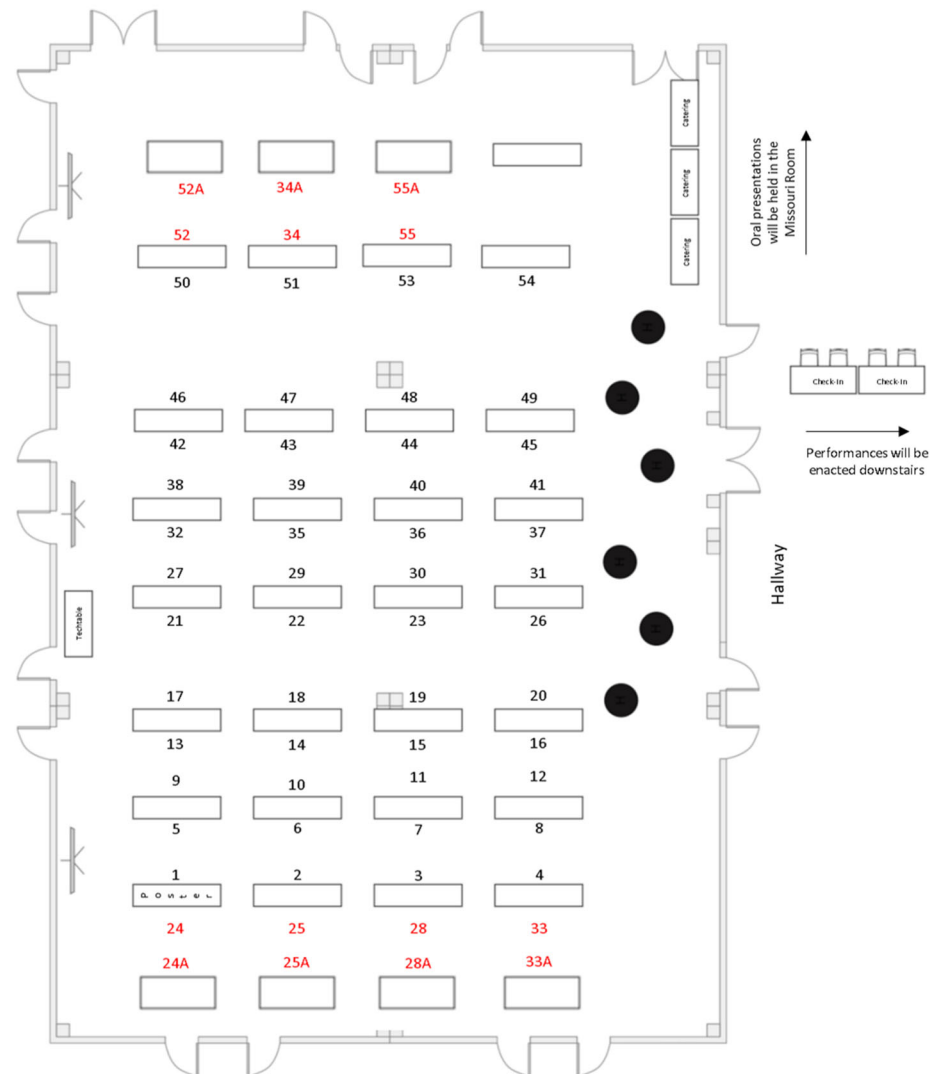 Catering
Catering
Catering
Oral presentations
will be held in the
Missouri Room
52A 34A 55A
52 34 55
50 51 53 54
Check-In Check-In
46 47 48 49
42 43 44 45
Performances will be
enacted downstairs
38 39 40 41
32 35 36 37
27 29 30 31
21 22 23 26
Techtable
Hallway
H
H
H
H
H
H
17 18 19 20
13 14 15 16
9 10 11 12
5 6 7 8
1 2 3 4
Poster
24 25 28 33
24A 25A 28A 33A